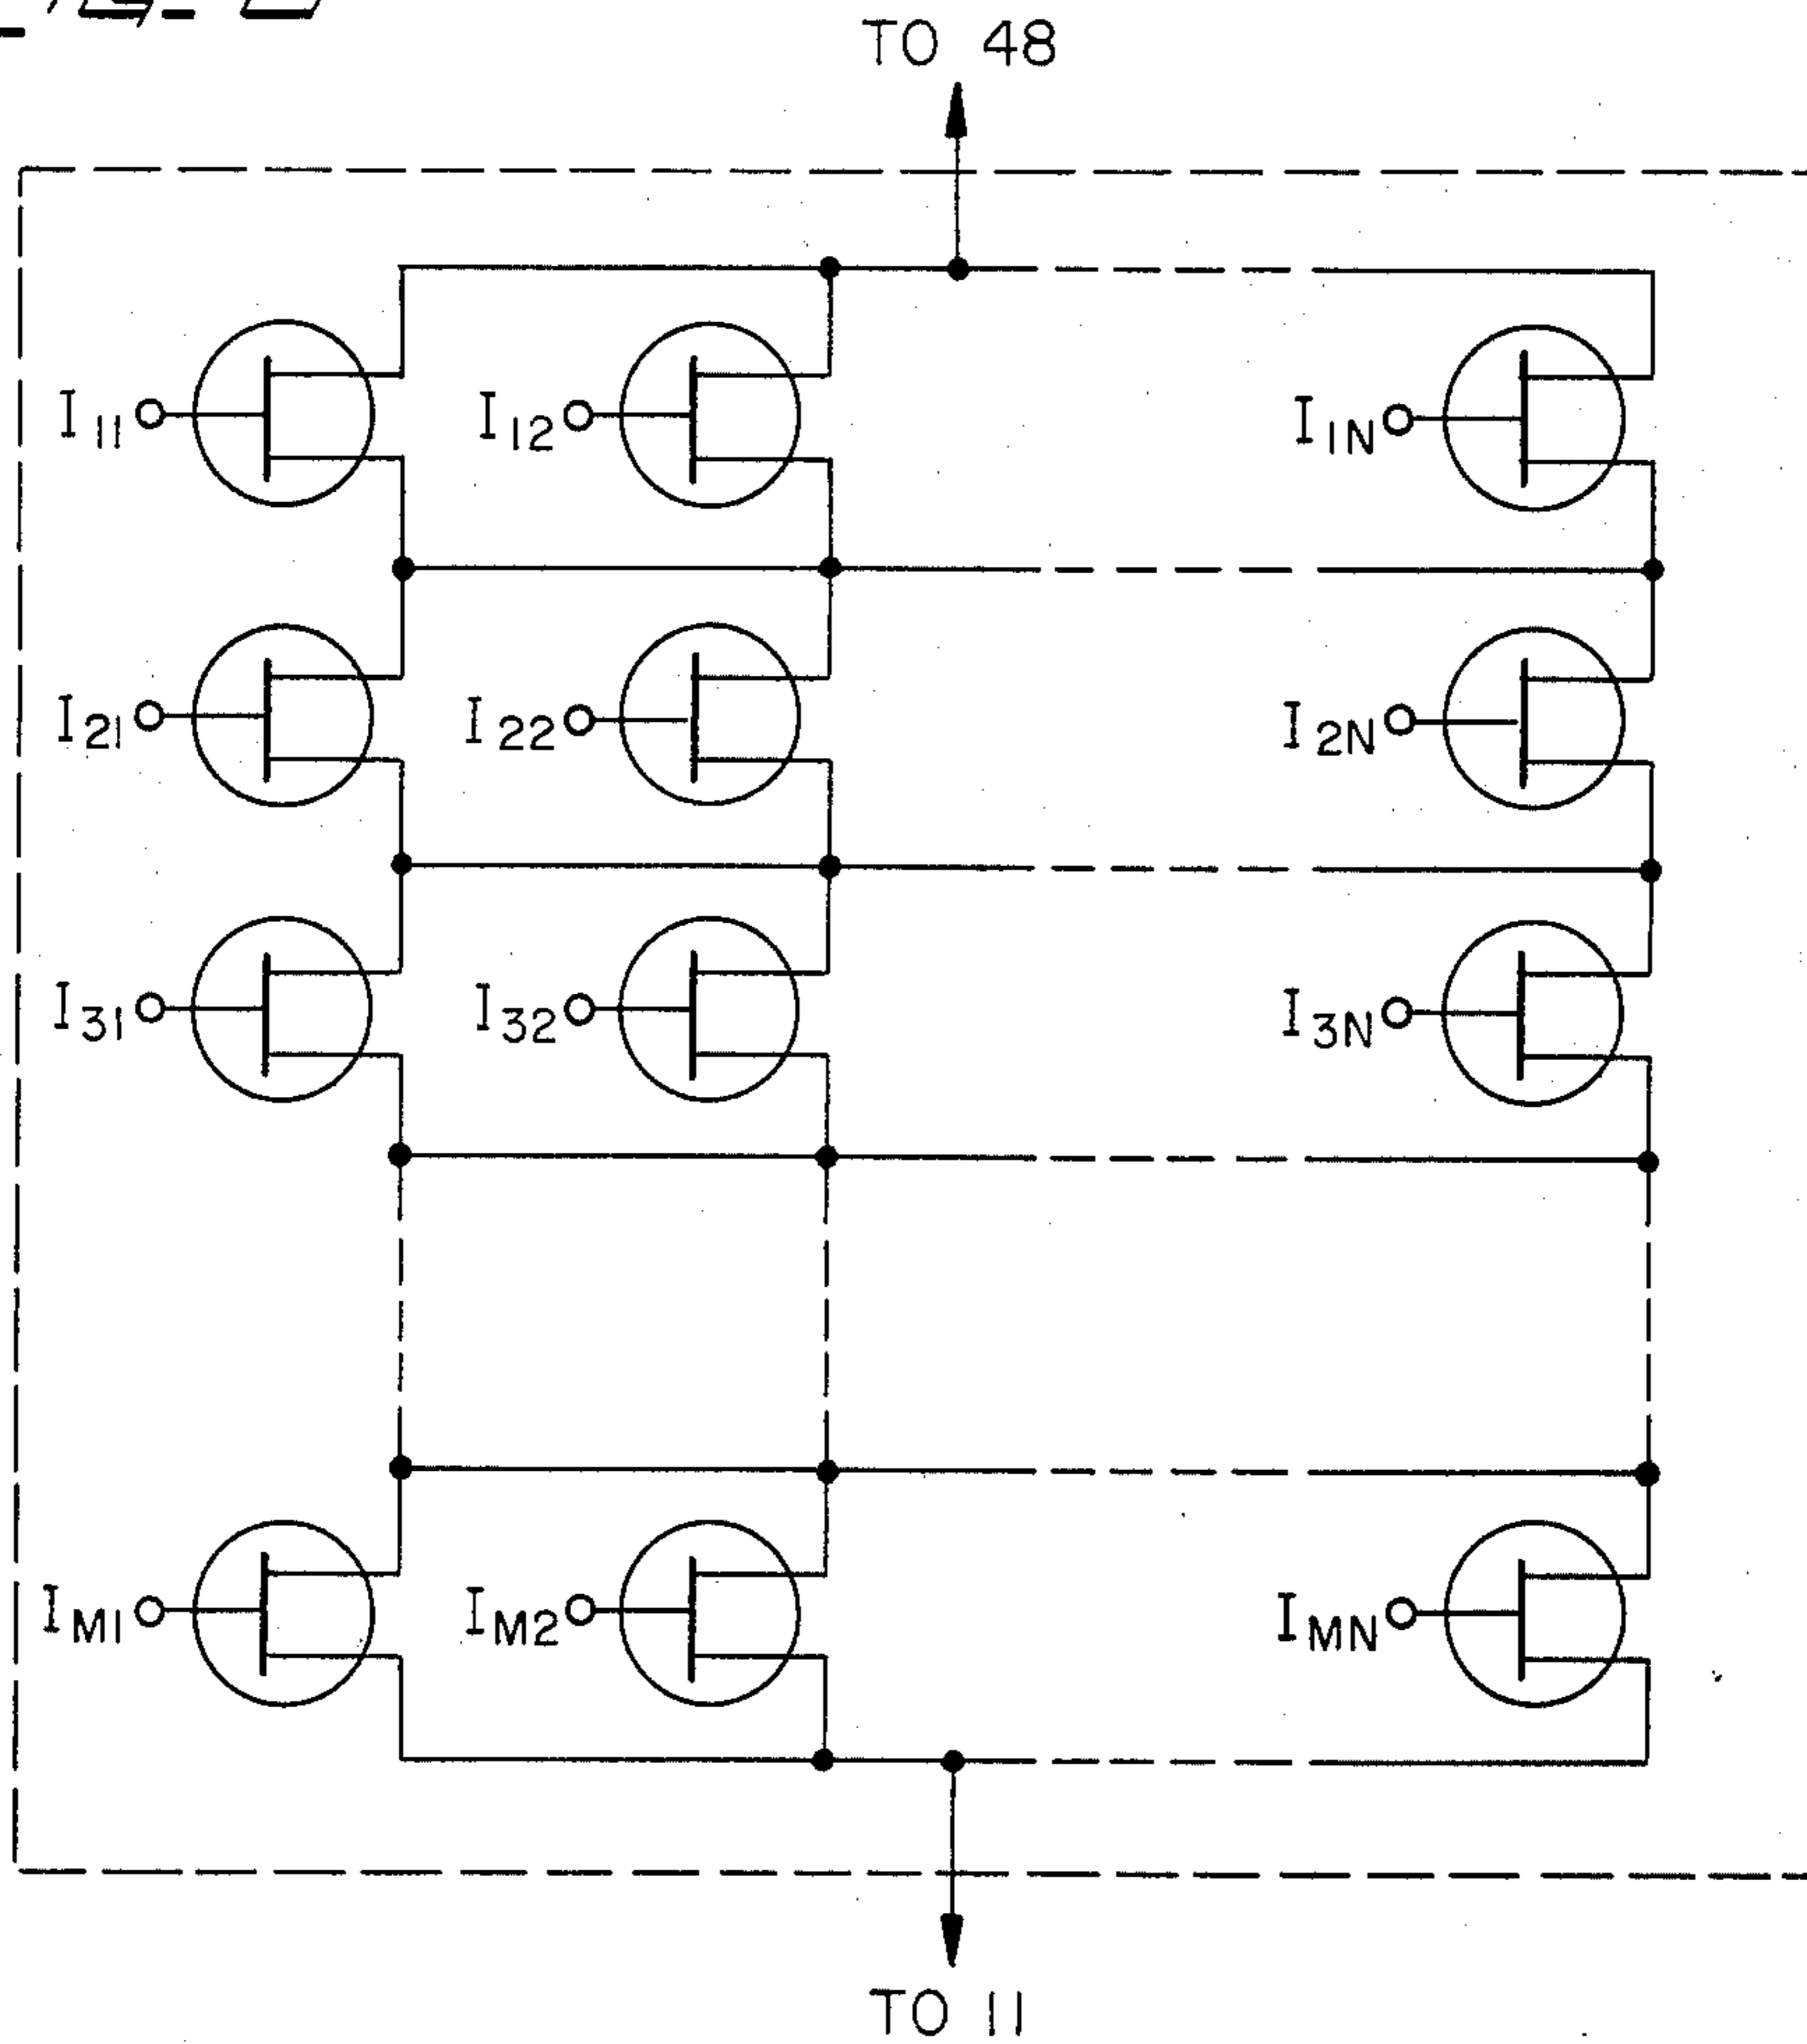 TO 48
I11 I12 I1N
I21 I22 I2N
I31 I32 I3N
IM1 IM2 IMN
TO 11